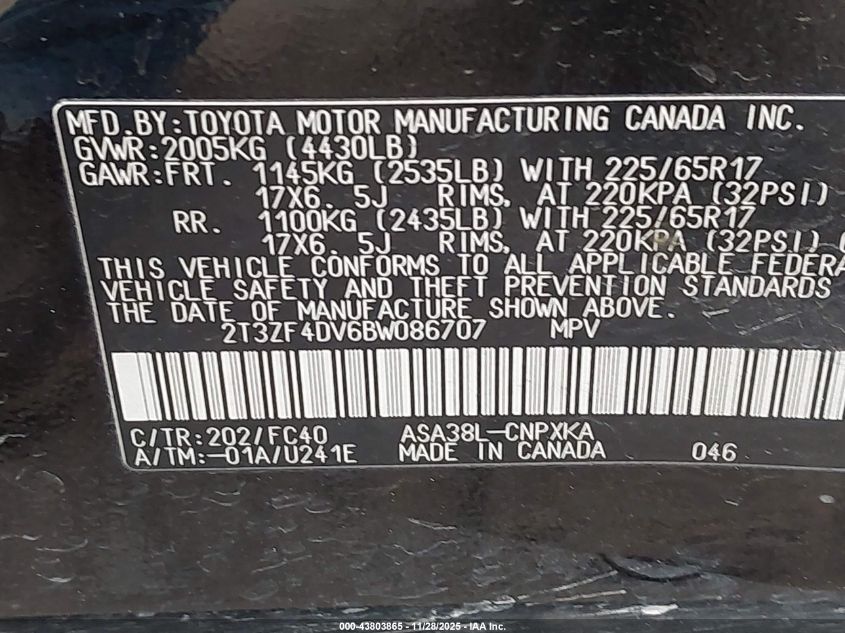 MFD.BY:TOYOTA MOTOR MANUFACTURING CANADA INC.
GVWR:2005KG (4430LB)
GAWR:FRT. 1145KG (2535LB) WITH 225/65R17
17X6. 5J RIMS, AT 220KPA (32PSI)
RR. 1100KG (2435LB) WITH 225/65R17
17X6. 5J RIMS, AT 220KPA (32PSI) (
THIS VEHICLE CONFORMS TO ALL APPLICABLE FEDERA
VEHICLE SAFETY AND THEFT PREVENTION STANDARDS
THE DATE OF MANUFACTURE SHOWN ABOVE.
2T3ZF4DV6BW086707 MPV
C/TR:202/FC40 ASA38L-CNPXKA
A/TM:-01A/U241E MADE IN CANADA 046
000-43803865 - 11/28/2025 - IAA Inc.